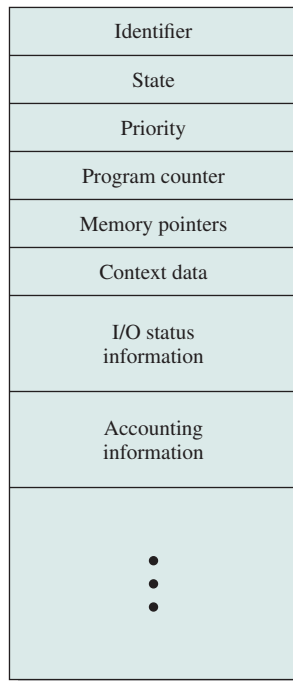 Identifier
State
Priority
Program counter
Memory pointers
Context data
I/O status
information
Accounting
information